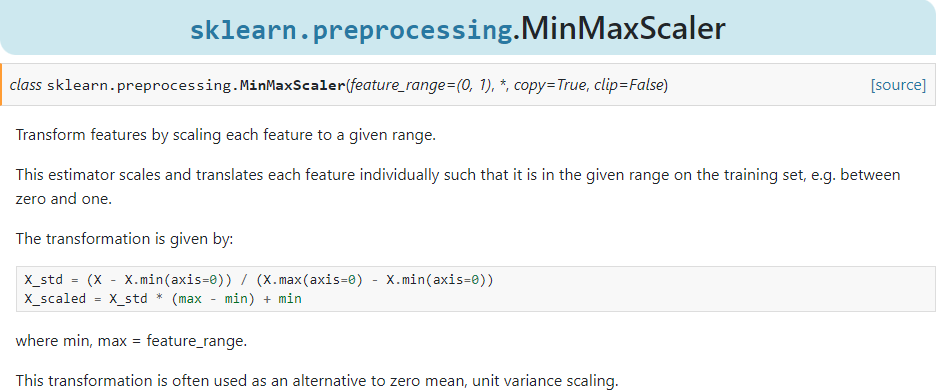 sklearn.preprocessing.MinMaxScaler
class sklearn.preprocessing.MinMaxScaler(feature_range=(0, 1), *, copy=True, clip=False) [source]
Transform features by scaling each feature to a given range.
This estimator scales and translates each feature individually such that it is in the given range on the training set, e.g. between
zero and one.
The transformation is given by:
X_std = (X - X.min(axis=0)) / (X.max(axis=0) - X.min(axis=0))
X_scaled = X_std * (max - min) + min
where min, max = feature_range.
This transformation is often used as an alternative to zero mean, unit variance scaling.